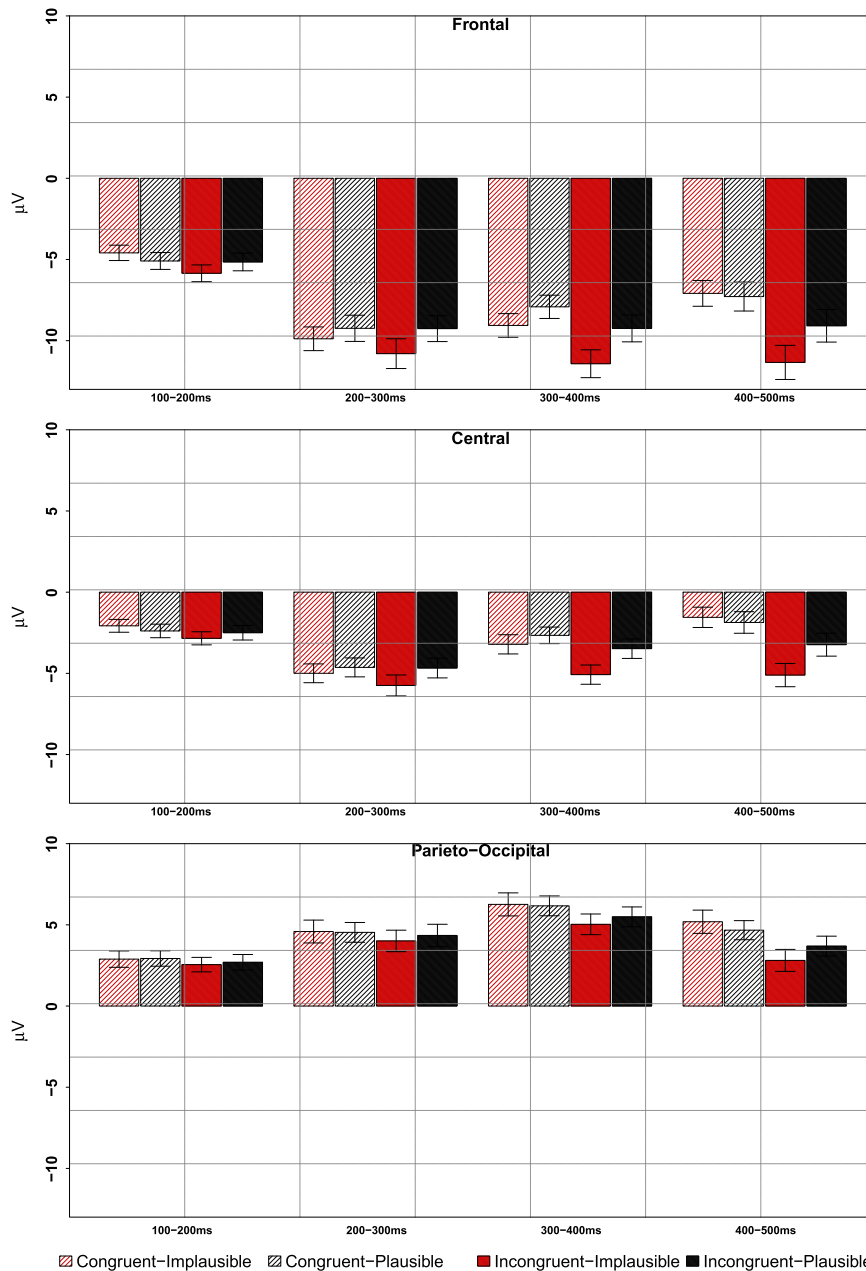 Frontal
10
5
0
−5
−10
μV
100−200ms 200−300ms 300−400ms 400−500ms
Central
10
5
0
−5
−10
μV
100−200ms 200−300ms 300−400ms 400−500ms
Parieto−Occipital
10
5
0
−5
−10
μV
100−200ms 200−300ms 300−400ms 400−500ms
Congruent−Implausible Congruent−Plausible Incongruent−Implausible Incongruent−Plausible